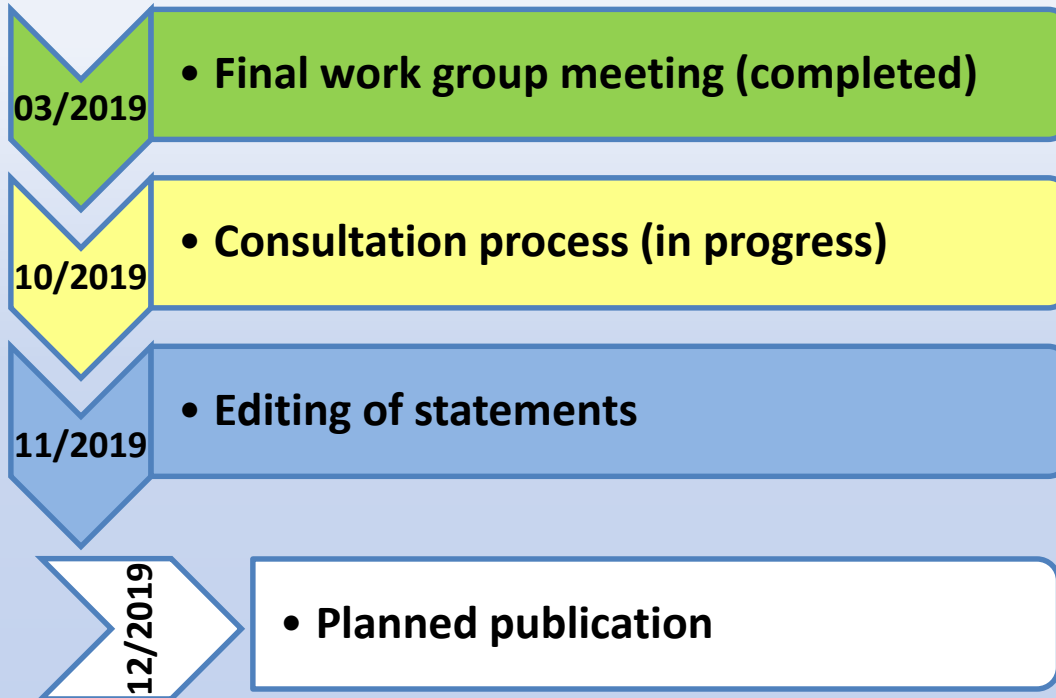 03/2019
• Final work group meeting (completed)
10/2019
• Consultation process (in progress)
11/2019
• Editing of statements
12/2019
• Planned publication